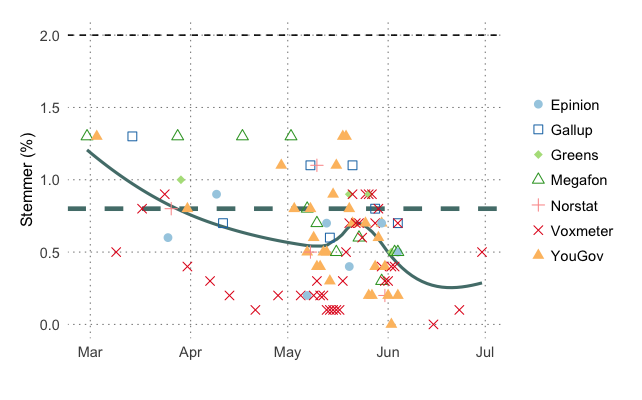 2.0
1.5
1.0
0.5
0.0
Stemmer (%)
Mar Apr May Jun Jul
Epinion
Gallup
Greens
Megafon
Norstat
Voxmeter
YouGov